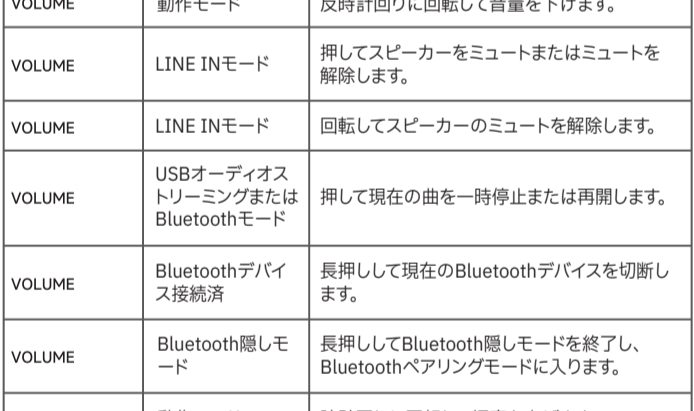 VOLUME
動作モード
反時計回りに回転して音量を下げます。
VOLUME
LINE INモード
押してスピーカーをミュートまたはミュートを
解除します。
VOLUME
LINE INモード
回転してスピーカーのミュートを解除します。
VOLUME
USBオーディオス
トリーミングまたは
Bluetoothモード
押して現在の曲を一時停止または再開します。
VOLUME
Bluetoothデバイ
ス接続済
長押しして現在のBluetoothデバイスを切断し
ます。
VOLUME
Bluetooth隠しモ
ード
長押ししてBluetooth隠しモードを終了し、
Bluetoothペアリングモードに入ります。